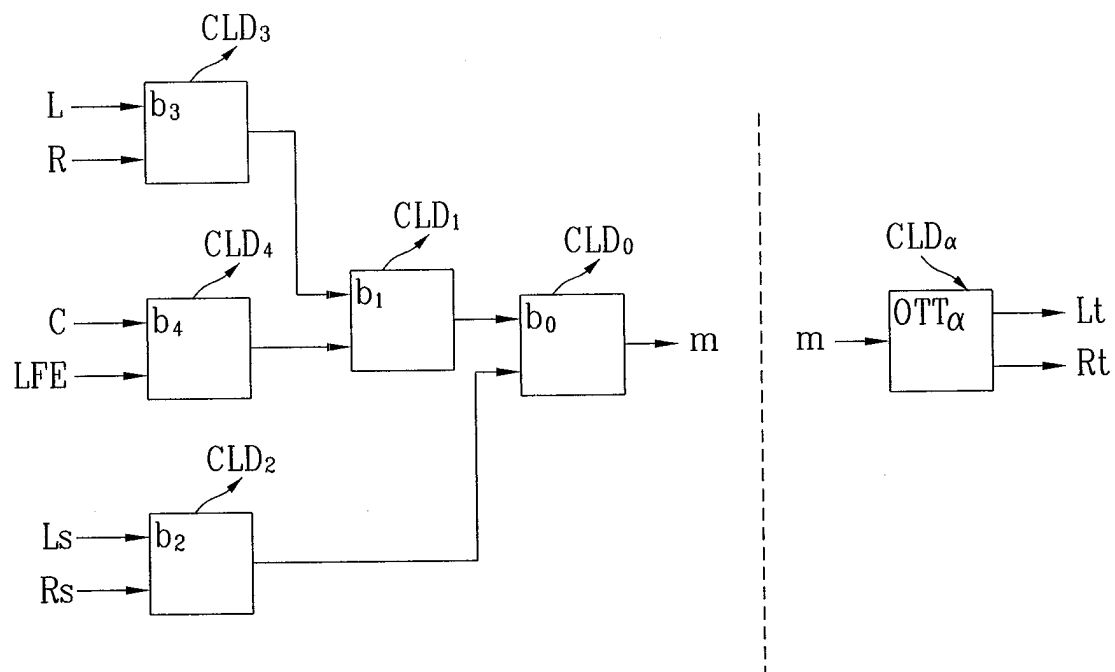 CLD₃
L
b₃
R
CLD₄
C
b₄
LFE
CLD₁
b₁
CLD₀
b₀
m
CLD₂
Ls
b₂
Rs
CLDα
m
OTTα
Lt
Rt